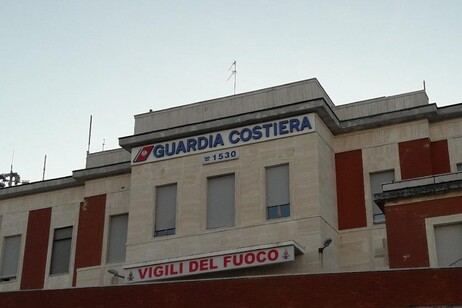 GUARDIA COSTIERA
☎ 1530
VIGILI DEL FUOCO